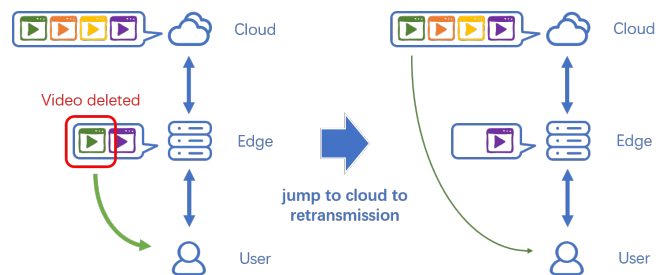 Cloud
Video deleted
Edge
User
jump to cloud to
retransmission
Cloud
Edge
User